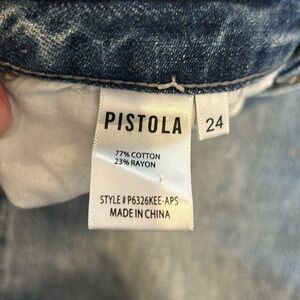 PISTOLA
24
77% COTTON
23% RAYON
STYLE# P6326KEE-APS
MADE IN CHINA